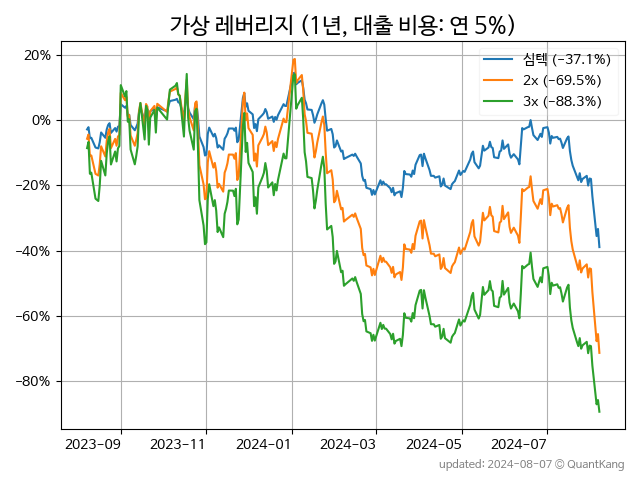 가상 레버리지 (1년, 대출 비용: 연 5%)
20%
0%
−20%
−40%
−60%
−80%
심텍 (−37.1%)
2x (−69.5%)
3x (−88.3%)
2023-09
2023-11
2024-01
2024-03
2024-05
2024-07
updated: 2024-08-07 © QuantKang